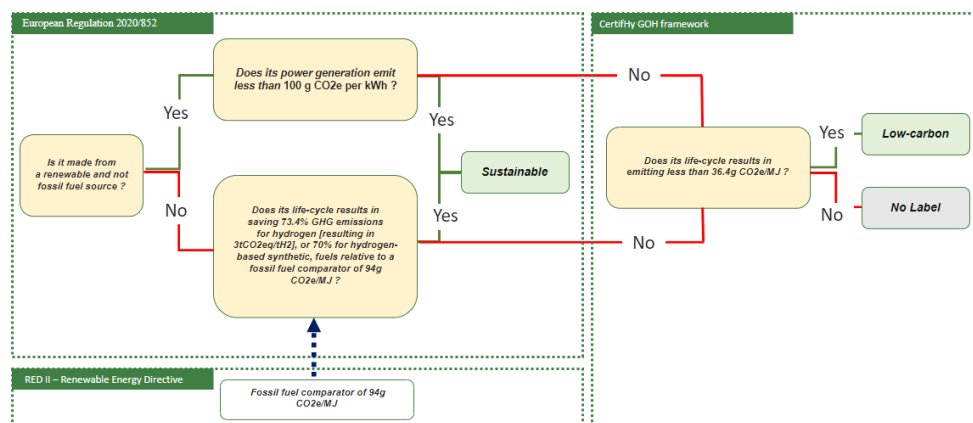 European Regulation 2020/852
CertifHy GOH framework
Does its power generation emit
less than 100 g CO2e per kWh ?
No
Yes
Yes
Yes
Low-carbon
Is it made from
a renewable and not
fossil fuel source ?
Sustainable
Does its life-cycle results in
emitting less than 36.4g CO2e/MJ ?
No
Does its life-cycle results in
saving 73.4% GHG emissions
for hydrogen [resulting in
3tCO2eq/tH2], or 70% for hydrogen-
based synthetic, fuels relative to a
fossil fuel comparator of 94g
CO2e/MJ ?
Yes
No
No
No Label
RED II – Renewable Energy Directive
Fossil fuel comparator of 94g
CO2e/MJ